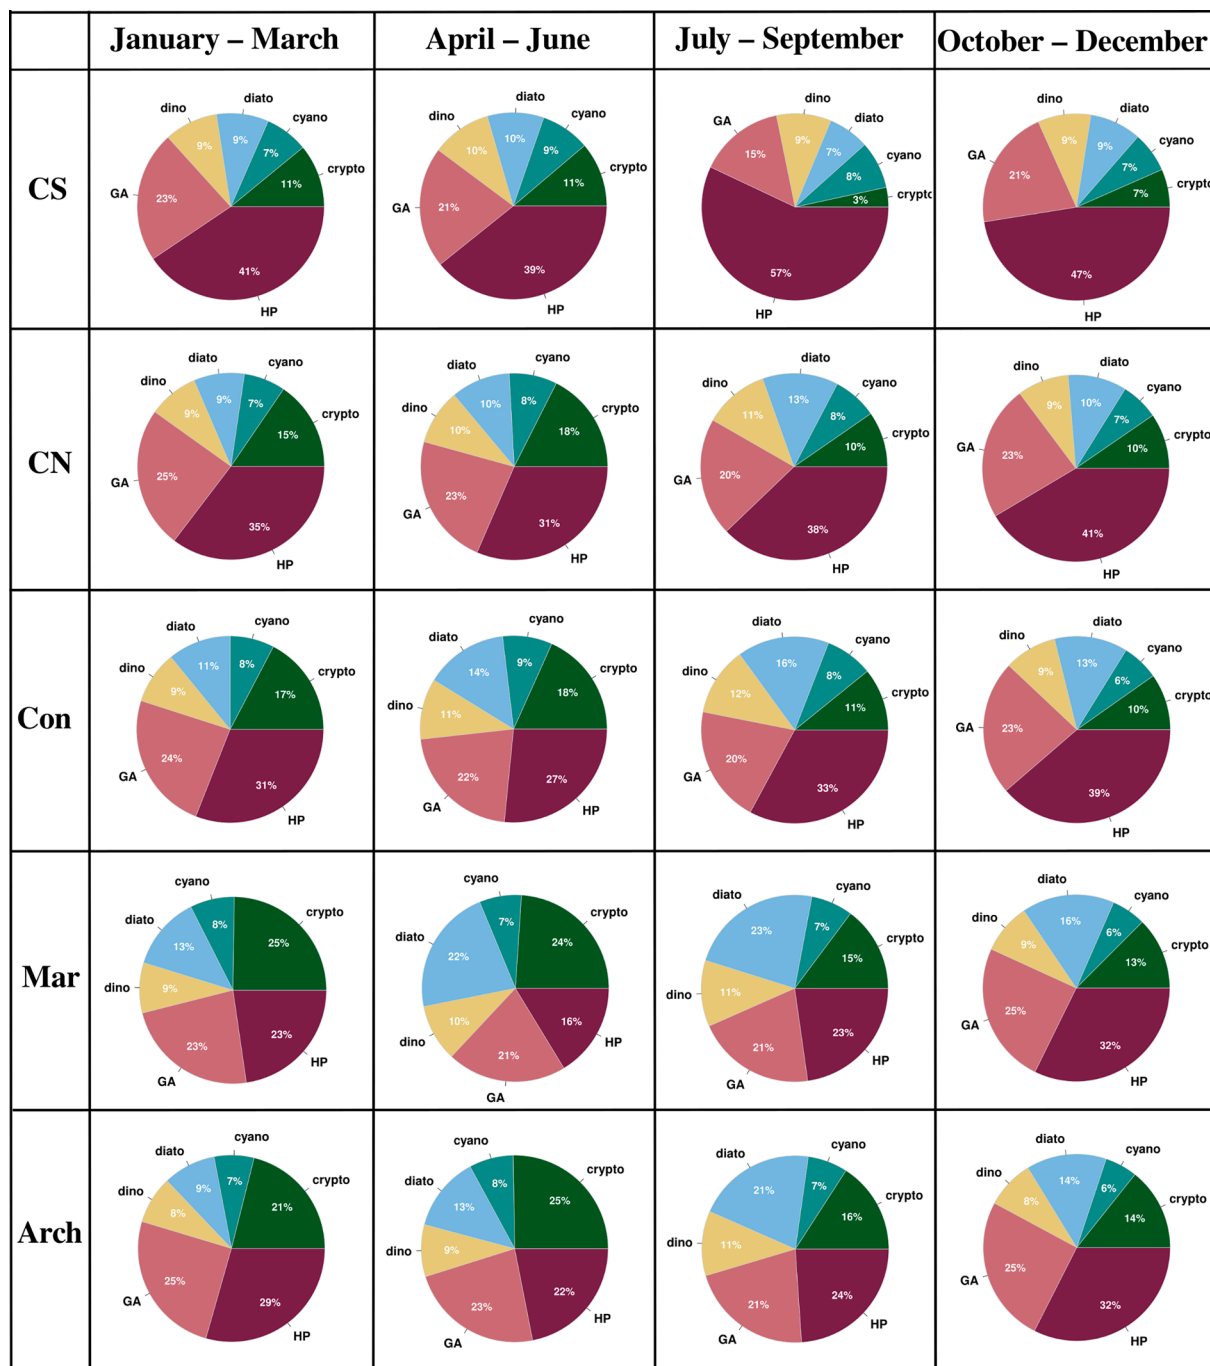 January – March April – June July – September October – December
CS
dino diato cyano crypto GA HP
9% 9% 7% 11% 23% 41%
dino diato cyano crypto GA HP
10% 10% 9% 11% 21% 39%
GA dino diato cyano crypto HP
15% 9% 7% 8% 3% 57%
dino diato cyano crypto GA HP
9% 9% 7% 7% 21% 47%
CN
dino diato cyano crypto GA HP
9% 9% 7% 15% 25% 35%
dino diato cyano crypto GA HP
10% 10% 8% 18% 23% 31%
dino diato cyano crypto GA HP
11% 13% 8% 10% 20% 38%
dino diato cyano crypto GA HP
9% 10% 7% 10% 23% 41%
Con
dino diato cyano crypto GA HP
9% 11% 8% 17% 24% 31%
dino diato cyano crypto GA HP
11% 14% 9% 18% 22% 27%
dino diato cyano crypto GA HP
12% 16% 8% 11% 20% 33%
dino diato cyano crypto GA HP
9% 13% 6% 10% 23% 39%
Mar
dino diato cyano crypto GA HP
9% 13% 8% 25% 23% 23%
dino diato cyano crypto GA HP
10% 22% 7% 24% 21% 16%
dino diato cyano crypto GA HP
11% 23% 7% 15% 21% 23%
dino diato cyano crypto GA HP
9% 16% 6% 13% 25% 32%
Arch
dino diato cyano crypto GA HP
8% 9% 7% 21% 25% 29%
dino diato cyano crypto GA HP
9% 13% 8% 25% 23% 22%
dino diato cyano crypto GA HP
11% 21% 7% 16% 21% 24%
dino diato cyano crypto GA HP
8% 14% 6% 14% 25% 32%